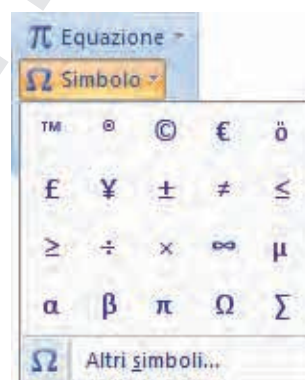 π Equazione
Ω Simbolo
™ ® © € ö
£ ¥ ± ≠ ≤
≥ ÷ × ∞ µ
α β π Ω ∑
Ω Altri simboli...